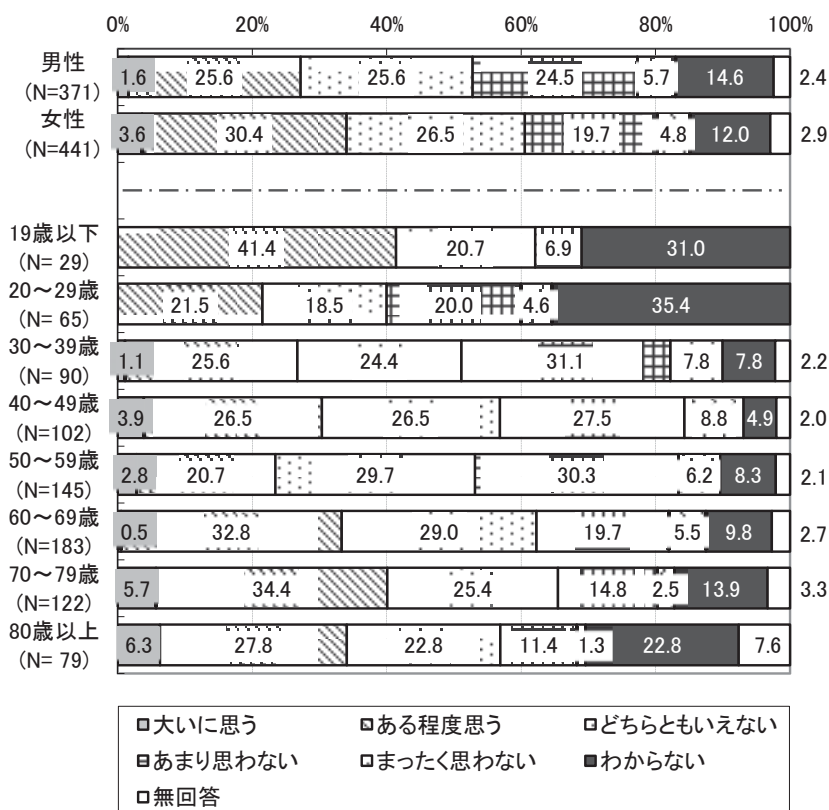 0% 20% 40% 60% 80% 100%
男性 1.6 25.6 25.6 24.5 5.7 14.6 2.4
(N=371)
女性 3.6 30.4 26.5 19.7 4.8 12.0 2.9
(N=441)
19歳以下 41.4 20.7 6.9 31.0
(N= 29)
20～29歳 21.5 18.5 20.0 4.6 35.4
(N= 65)
30～39歳 1.1 25.6 24.4 31.1 7.8 7.8 2.2
(N= 90)
40～49歳 3.9 26.5 26.5 27.5 8.8 4.9 2.0
(N=102)
50～59歳 2.8 20.7 29.7 30.3 6.2 8.3 2.1
(N=145)
60～69歳 0.5 32.8 29.0 19.7 5.5 9.8 2.7
(N=183)
70～79歳 5.7 34.4 25.4 14.8 2.5 13.9 3.3
(N=122)
80歳以上 6.3 27.8 22.8 11.4 1.3 22.8 7.6
(N= 79)
大いに思う ある程度思う どちらともいえない
あまり思わない まったく思わない わからない
無回答